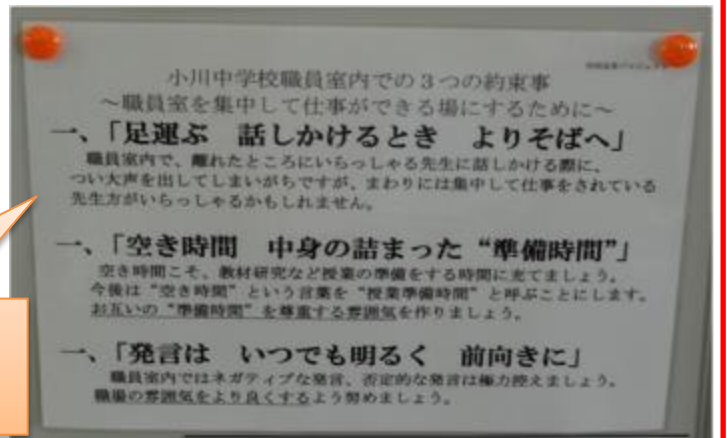 小川中学校職員室内での３つの約束事
～職員室を集中して仕事ができる場にするために～
一、「足運ぶ　話しかけるとき　よりそばへ」
職員室内で、離れたところにいらっしゃる先生に話しかける際に、
つい大声を出してしまいがちですが、まわりには集中して仕事をされている
先生方がいらっしゃるかもしれません。
一、「空き時間　中身の詰まった“準備時間”」
空き時間こそ、教材研究など授業の準備をする時間に充てましょう。
今後は“空き時間”という言葉を“授業準備時間”と呼ぶことにします。
お互いの“準備時間”を尊重する雰囲気を作りましょう。
一、「発言は　いつでも明るく　前向きに」
職員室内ではネガティブな発言、否定的な発言は極力控えましょう。
職場の雰囲気をより良くするよう努めましょう。